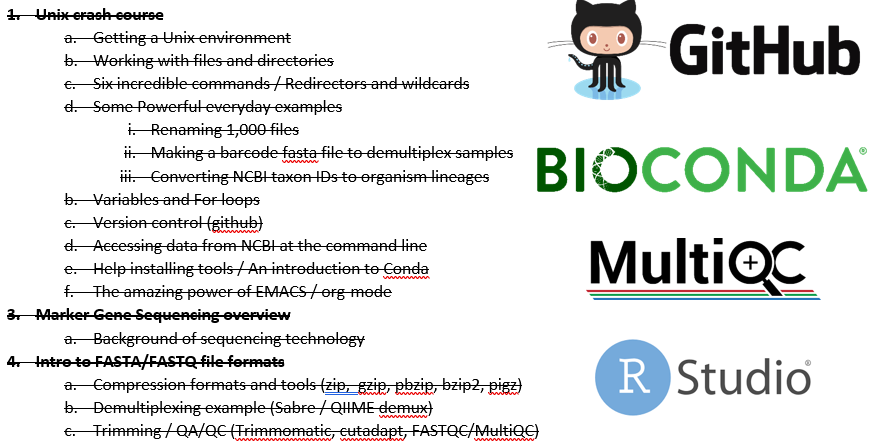 1. Unix crash course
a. Getting a Unix environment
b. Working with files and directories
c. Six incredible commands / Redirectors and wildcards
d. Some Powerful everyday examples
i. Renaming 1,000 files
ii. Making a barcode fasta file to demultiplex samples
iii. Converting NCBI taxon IDs to organism lineages
b. Variables and For loops
c. Version control (github)
d. Accessing data from NCBI at the command line
e. Help installing tools / An introduction to Conda
f. The amazing power of EMACS / org-mode
3. Marker Gene Sequencing overview
a. Background of sequencing technology
4. Intro to FASTA/FASTQ file formats
a. Compression formats and tools (zip, gzip, pbzip, bzip2, pigz)
b. Demultiplexing example (Sabre / QIIME demux)
c. Trimming / QA/QC (Trimmomatic, cutadapt, FASTQC/MultiQC)
GitHub
BIOCONDA®
MultiQC
R Studio®